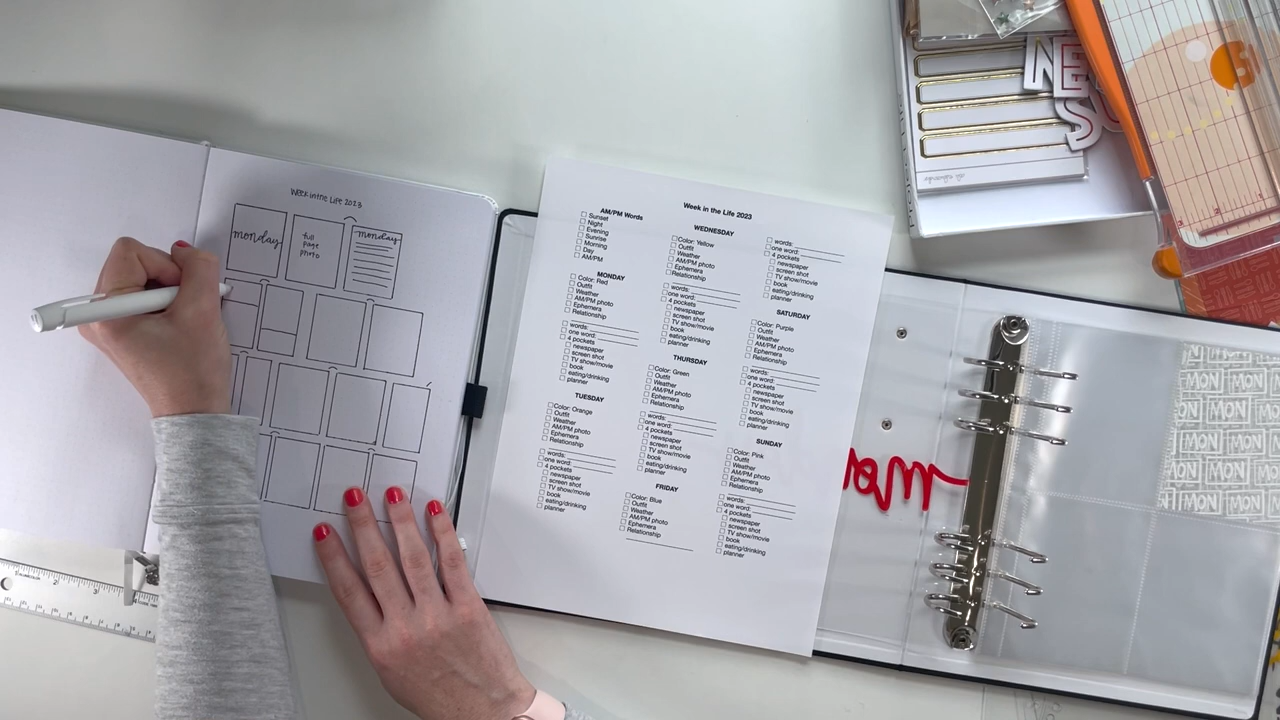 Week in the Life 2023
monday
full
page
photo
monday
Week in the Life 2023
AM/PM Words
Sunset
Night
Evening
Sunrise
Morning
Day
AM/PM
MONDAY
Color: Red
Outfit
Weather
AM/PM photo
Ephemera
Relationship
words:
one word:
4 pockets
newspaper
screen shot
TV show/movie
book
eating/drinking
planner
TUESDAY
Color: Orange
Outfit
Weather
AM/PM photo
Ephemera
Relationship
words:
one word:
4 pockets
newspaper
screen shot
TV show/movie
book
eating/drinking
planner
WEDNESDAY
Color: Yellow
Outfit
Weather
AM/PM photo
Ephemera
Relationship
words:
one word:
4 pockets
newspaper
screen shot
TV show/movie
book
eating/drinking
planner
THURSDAY
Color: Green
Outfit
Weather
AM/PM photo
Ephemera
Relationship
words:
one word:
4 pockets
newspaper
screen shot
TV show/movie
book
eating/drinking
planner
FRIDAY
Color: Blue
Outfit
Weather
AM/PM photo
Ephemera
Relationship
words:
one word:
4 pockets
newspaper
screen shot
TV show/movie
book
eating/drinking
planner
SATURDAY
Color: Purple
Outfit
Weather
AM/PM photo
Ephemera
Relationship
words:
one word:
4 pockets
newspaper
screen shot
TV show/movie
book
eating/drinking
planner
SUNDAY
Color: Pink
Outfit
Weather
AM/PM photo
Ephemera
Relationship
words:
one word:
4 pockets
newspaper
screen shot
TV show/movie
book
eating/drinking
planner
MON MON
MON
MON MON
MON
MON MON